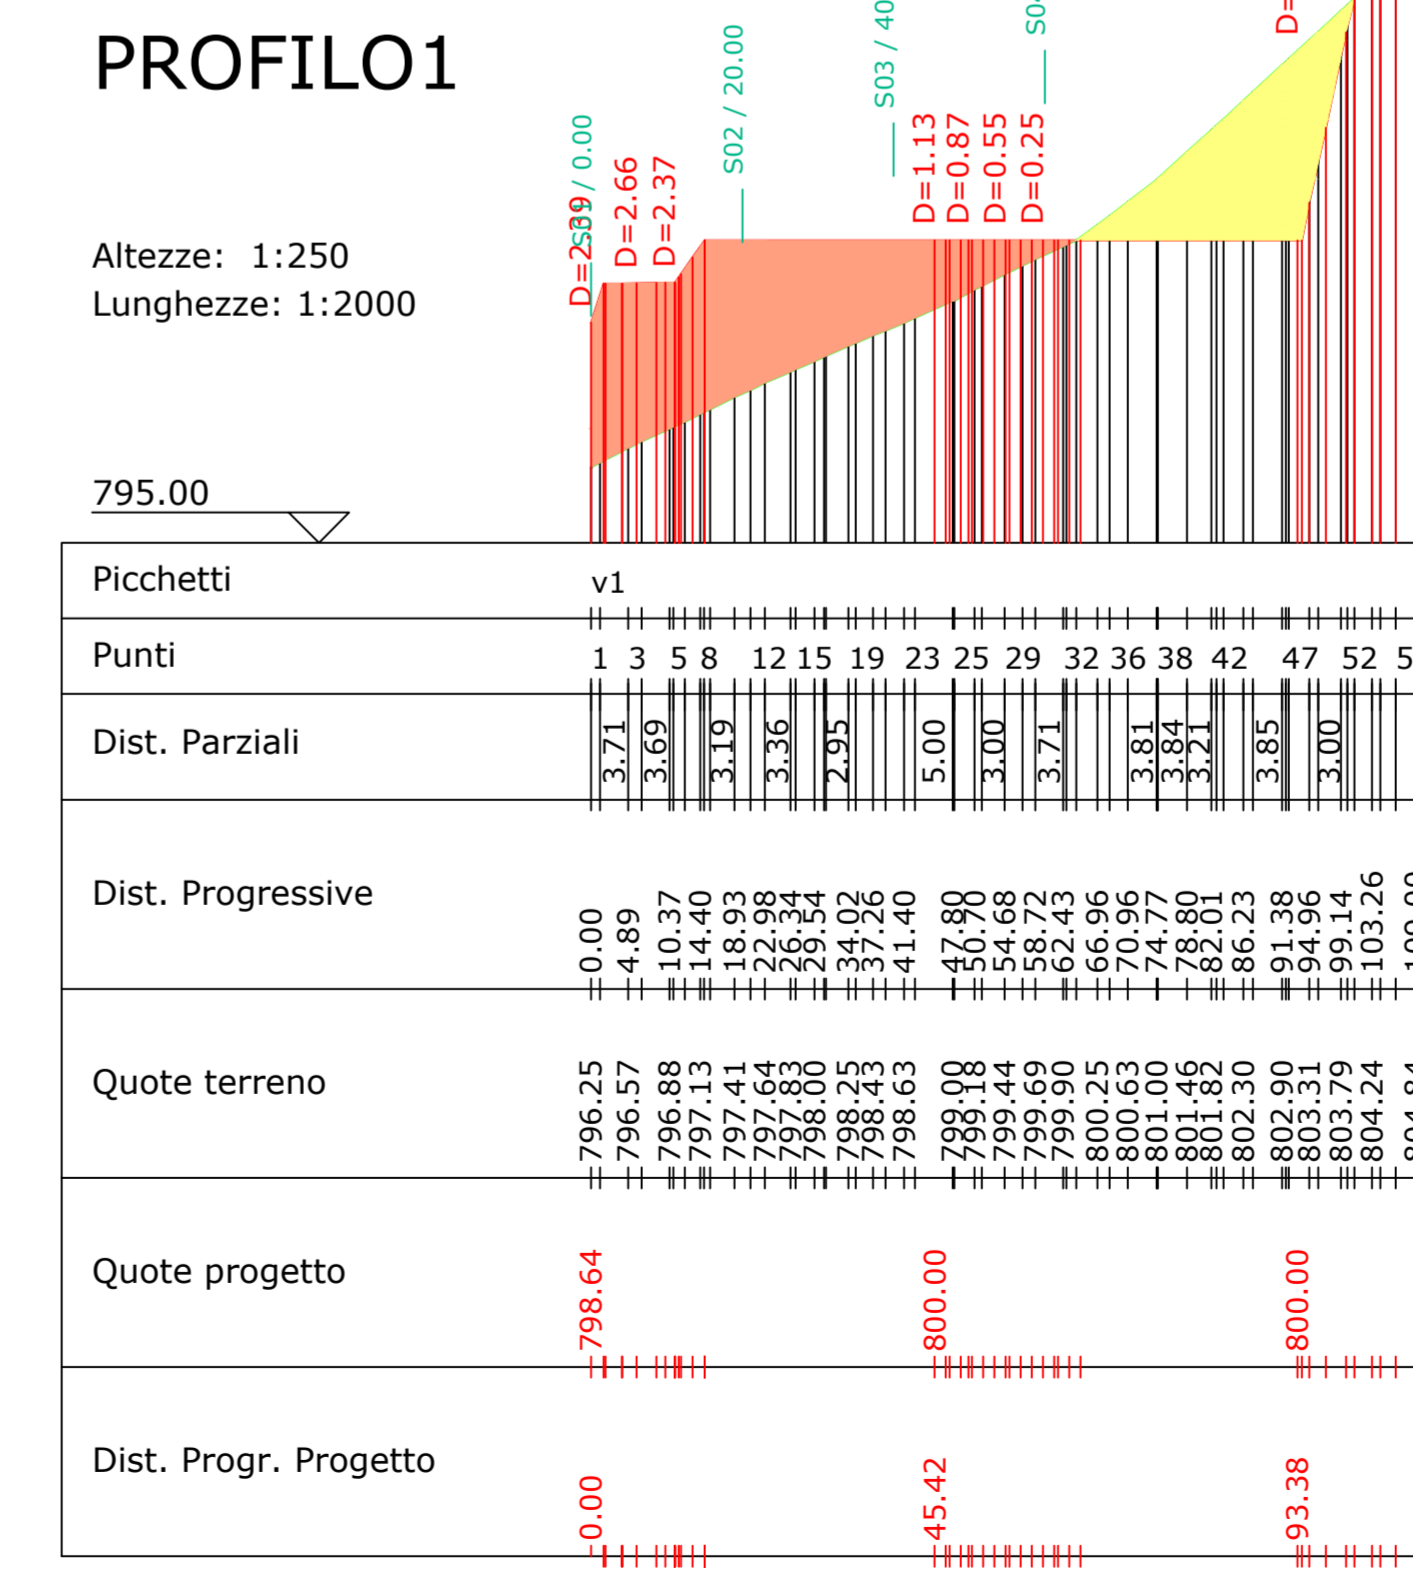 PROFILO1
Altezze: 1:250
Lunghezze: 1:2000
795.00
S01 / 0.00
S02 / 20.00
S03 / 40
D=2.39
D=2.66
D=2.37
D=1.13
D=0.87
D=0.55
D=0.25
D=
Picchetti v1
Punti 1 3 5 8 12 15 19 23 25 29 32 36 38 42 47 52 5
Dist. Parziali 3.71 3.69 3.19 3.36 2.95 5.00 3.00 3.71 3.81 3.84 3.21 3.85 3.00
Dist. Progressive 0.00 4.89 10.37 14.40 18.93 22.98 26.34 29.54 34.02 37.26 41.40 47.80 50.70 54.68 58.72 62.43 66.96 70.96 74.77 78.80 82.01 86.23 91.38 94.96 99.14 103.26
Quote terreno 796.25 796.57 796.88 797.13 797.41 797.64 797.83 798.00 798.25 798.43 798.63 799.00 799.18 799.44 799.69 799.90 800.25 800.63 801.00 801.46 801.82 802.30 802.90 803.31 803.79 804.24
Quote progetto 798.64 800.00 800.00
Dist. Progr. Progetto 0.00 45.42 93.38